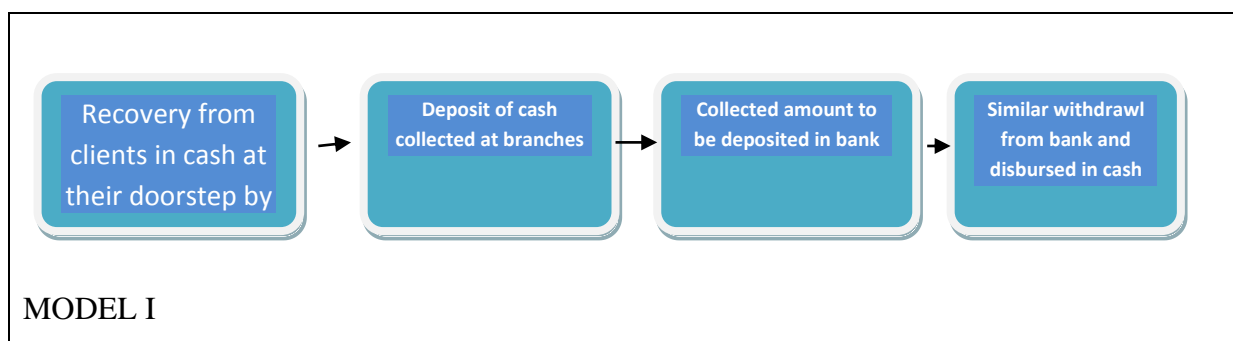 Recovery from
clients in cash at
their doorstep by
Deposit of cash
collected at branches
Collected amount to
be deposited in bank
Similar withdrawl
from bank and
disbursed in cash
MODEL I